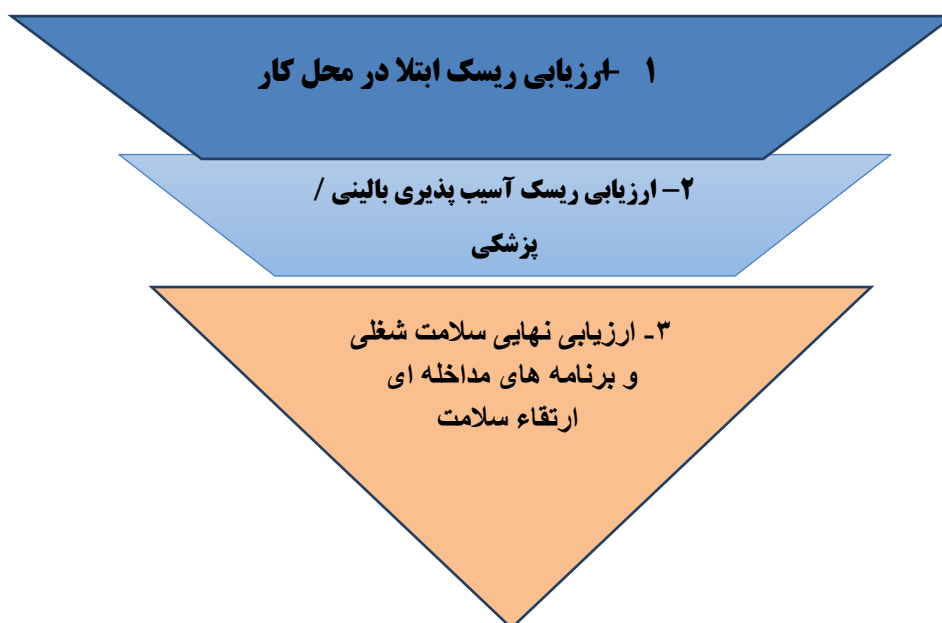 ۱ -ارزیابی ریسک ابتلا در محل کار
۲- ارزیابی ریسک آسیب پذیری بالینی /
پزشکی
۳- ارزیابی نهایی سلامت شغلی
و برنامه های مداخله ای
ارتقاء سلامت